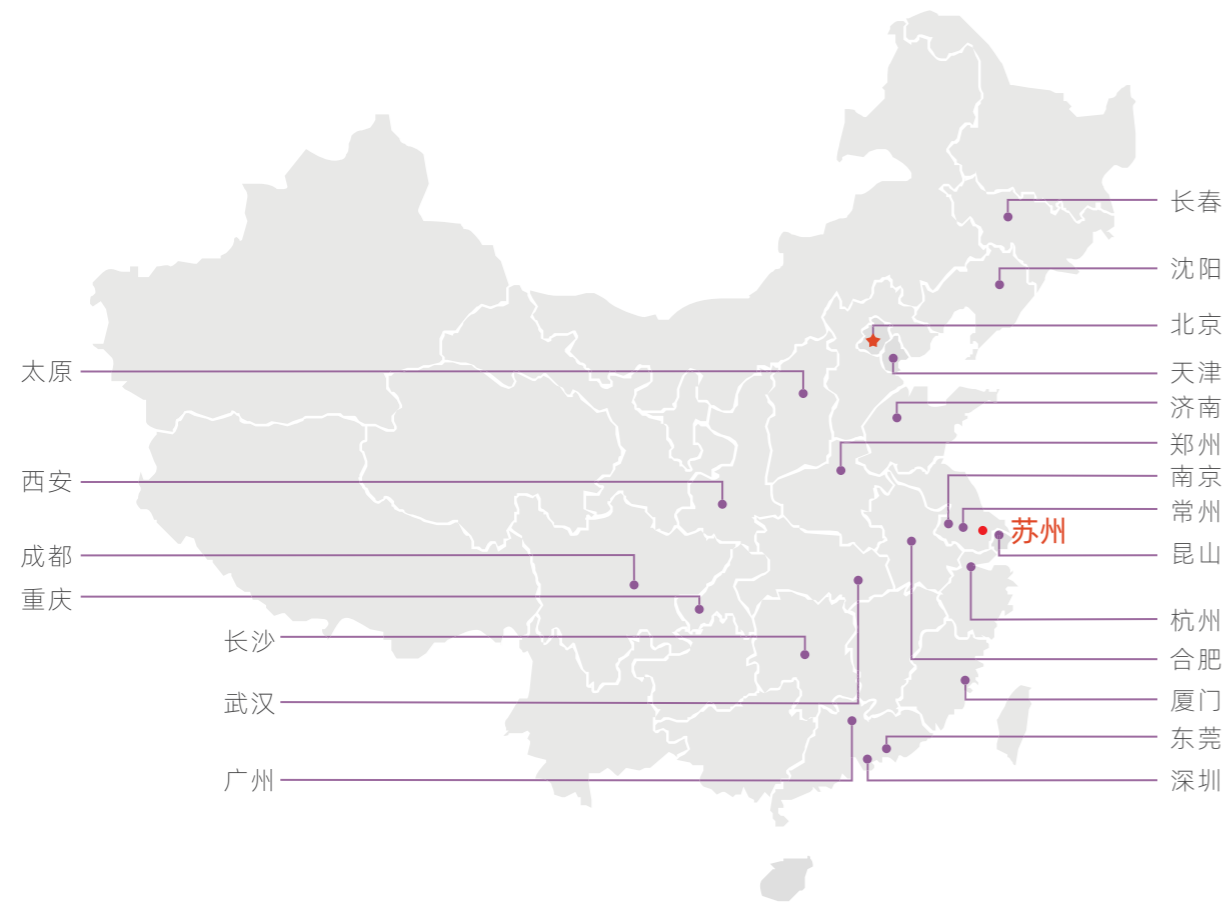 长春
沈阳
北京
天津
太原
济南
郑州
南京
西安
常州
苏州
昆山
成都
重庆
杭州
长沙
合肥
厦门
武汉
东莞
广州
深圳